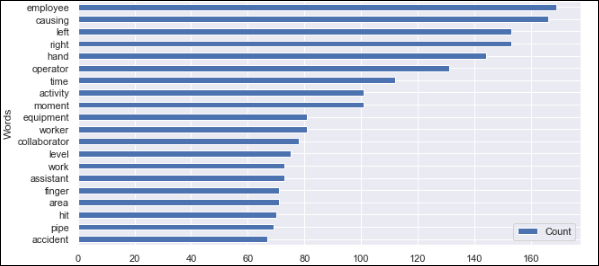 employee
causing
left
right
hand
operator
time
activity
moment
equipment
worker
collaborator
level
work
assistant
finger
area
hit
pipe
accident
Words
0 20 40 60 80 100 120 140 160
Count